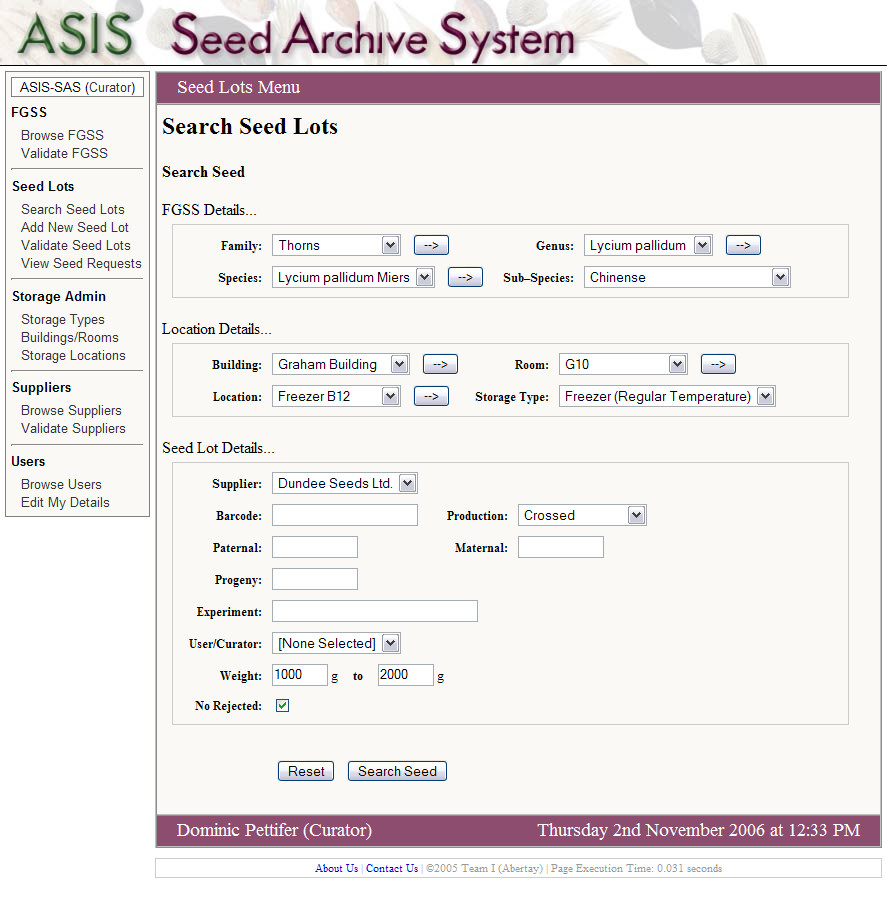 ASIS Seed Archive System
ASIS-SAS (Curator)
FGSS
Browse FGSS
Validate FGSS
Seed Lots
Search Seed Lots
Add New Seed Lot
Validate Seed Lots
View Seed Requests
Storage Admin
Storage Types
Buildings/Rooms
Storage Locations
Suppliers
Browse Suppliers
Validate Suppliers
Users
Browse Users
Edit My Details
Seed Lots Menu
Search Seed Lots
Search Seed
FGSS Details...
Family: Thorns --> Genus: Lycium pallidum -->
Species: Lycium pallidum Miers --> Sub–Species: Chinense
Location Details...
Building: Graham Building --> Room: G10 -->
Location: Freezer B12 --> Storage Type: Freezer (Regular Temperature)
Seed Lot Details...
Supplier: Dundee Seeds Ltd.
Barcode: Production: Crossed
Paternal: Maternal:
Progeny:
Experiment:
User/Curator: [None Selected]
Weight: 1000 g to 2000 g
No Rejected:
Reset Search Seed
Dominic Pettifer (Curator) Thursday 2nd November 2006 at 12:33 PM
About Us | Contact Us | ©2005 Team I (Abertay) | Page Execution Time: 0.031 seconds